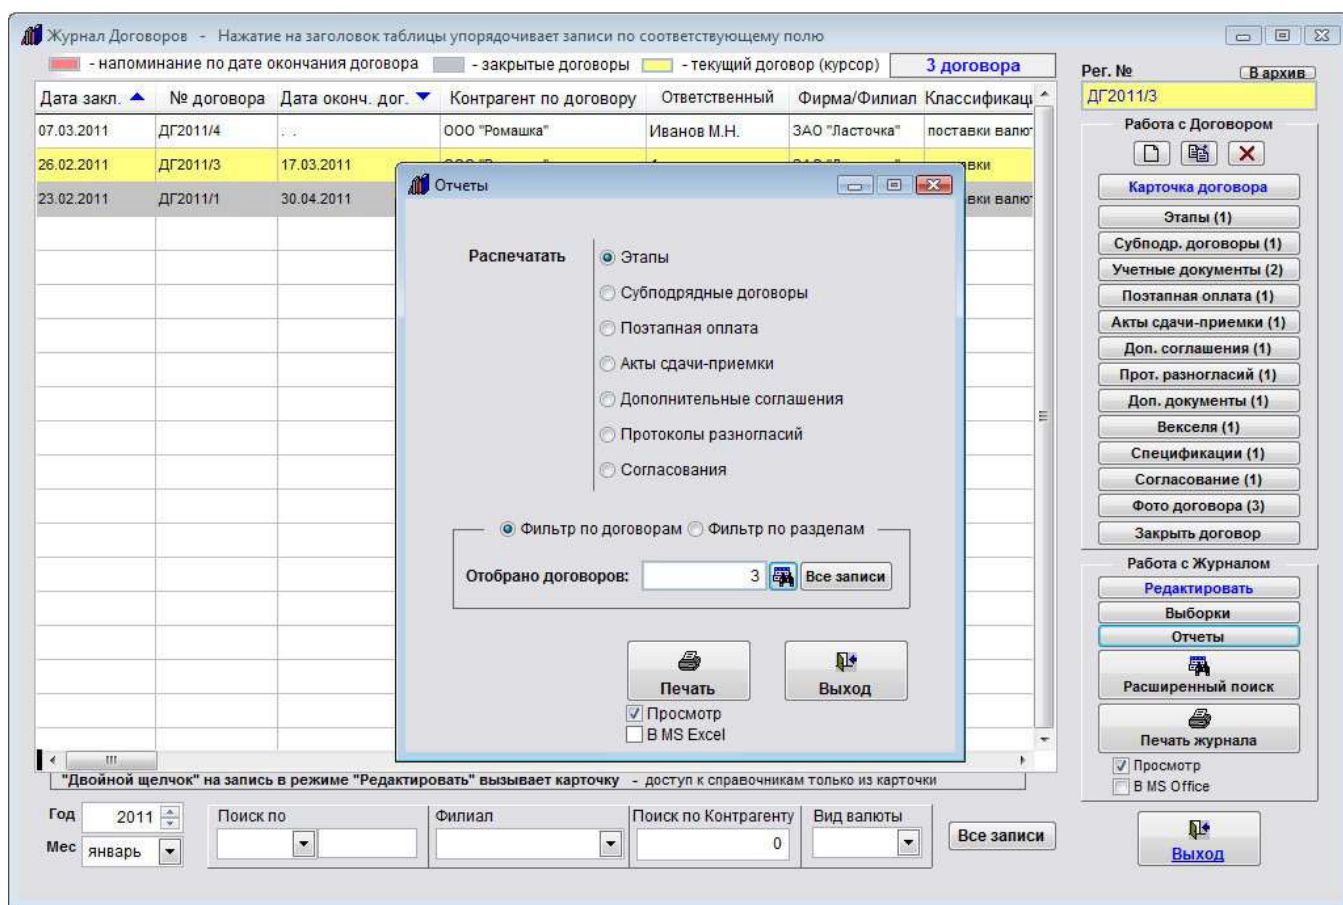 Журнал Договоров - Нажатие на заголовок таблицы упорядочивает записи по соответствующему полю
- напоминание по дате окончания договора - закрытые договоры - текущий договор (курсор) 3 договора
Дата закл. № договора Дата оконч. дог. Контрагент по договору Ответственный Фирма/Филиал Классификаци
07.03.2011 ДГ2011/4 . . ООО "Ромашка" Иванов М.Н. ЗАО "Ласточка" поставки валют
26.02.2011 ДГ2011/3 17.03.2011 вки
23.02.2011 ДГ2011/1 30.04.2011 вки валют
Отчеты
Распечатать
Этапы
Субподрядные договоры
Поэтапная оплата
Акты сдачи-приемки
Дополнительные соглашения
Протоколы разногласий
Согласования
Фильтр по договорам Фильтр по разделам
Отобрано договоров: 3 Все записи
Печать Выход
Просмотр
В MS Excel
"Двойной щелчок" на запись в режиме "Редактировать" вызывает карточку - доступ к справочникам только из карточки
Год 2011
Мес январь
Поиск по
Филиал
Поиск по Контрагенту
0
Вид валюты
Все записи
Рег. № В архив
ДГ2011/3
Работа с Договором
Карточка договора
Этапы (1)
Субподр. договоры (1)
Учетные документы (2)
Поэтапная оплата (1)
Акты сдачи-приемки (1)
Доп. соглашения (1)
Прот. разногласий (1)
Доп. документы (1)
Векселя (1)
Спецификации (1)
Согласование (1)
Фото договора (3)
Закрыть договор
Работа с Журналом
Редактировать
Выборки
Отчеты
Расширенный поиск
Печать журнала
Просмотр
В MS Office
Выход